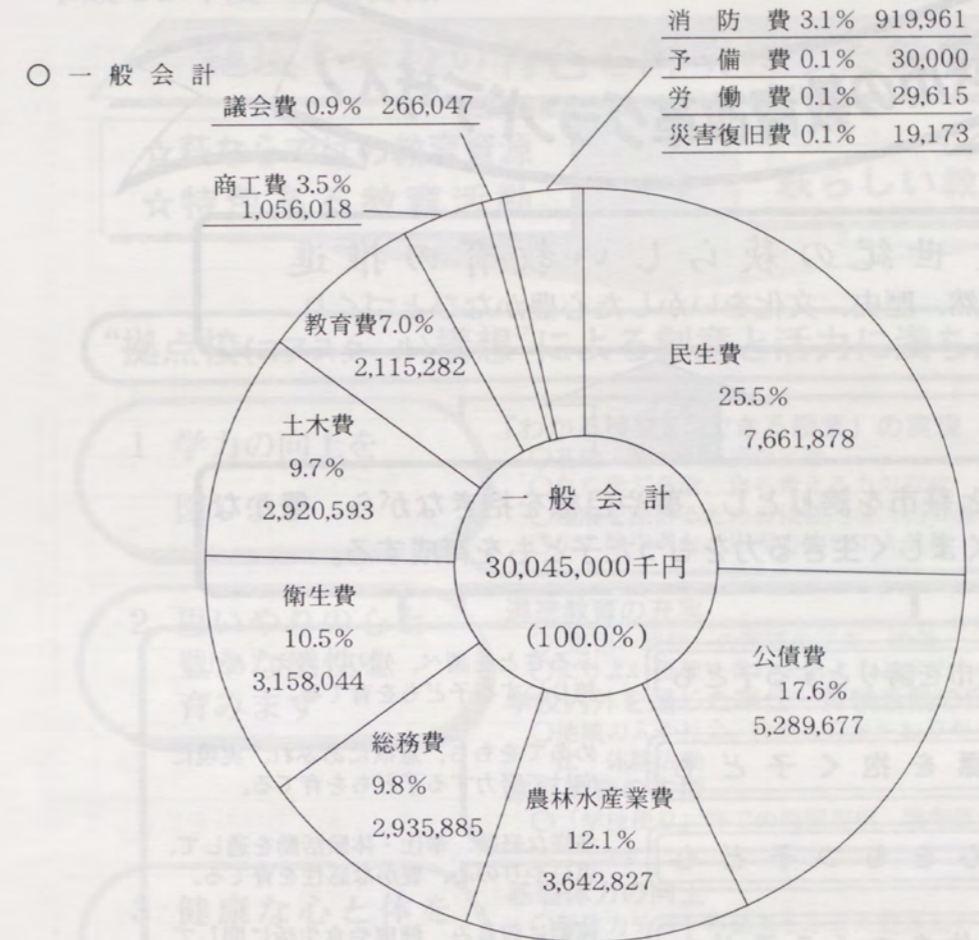 ○ 一般会計
消防費 3.1% 919,961
予備費 0.1% 30,000
労働費 0.1% 29,615
災害復旧費 0.1% 19,173
議会費 0.9% 266,047
商工費 3.5%
1,056,018
教育費7.0%
2,115,282
土木費
9.7%
2,920,593
衛生費
10.5%
3,158,044
総務費
9.8%
2,935,885
農林水産業費
12.1%
3,642,827
公債費
17.6%
5,289,677
民生費
25.5%
7,661,878
一般会計
30,045,000千円
(100.0%)